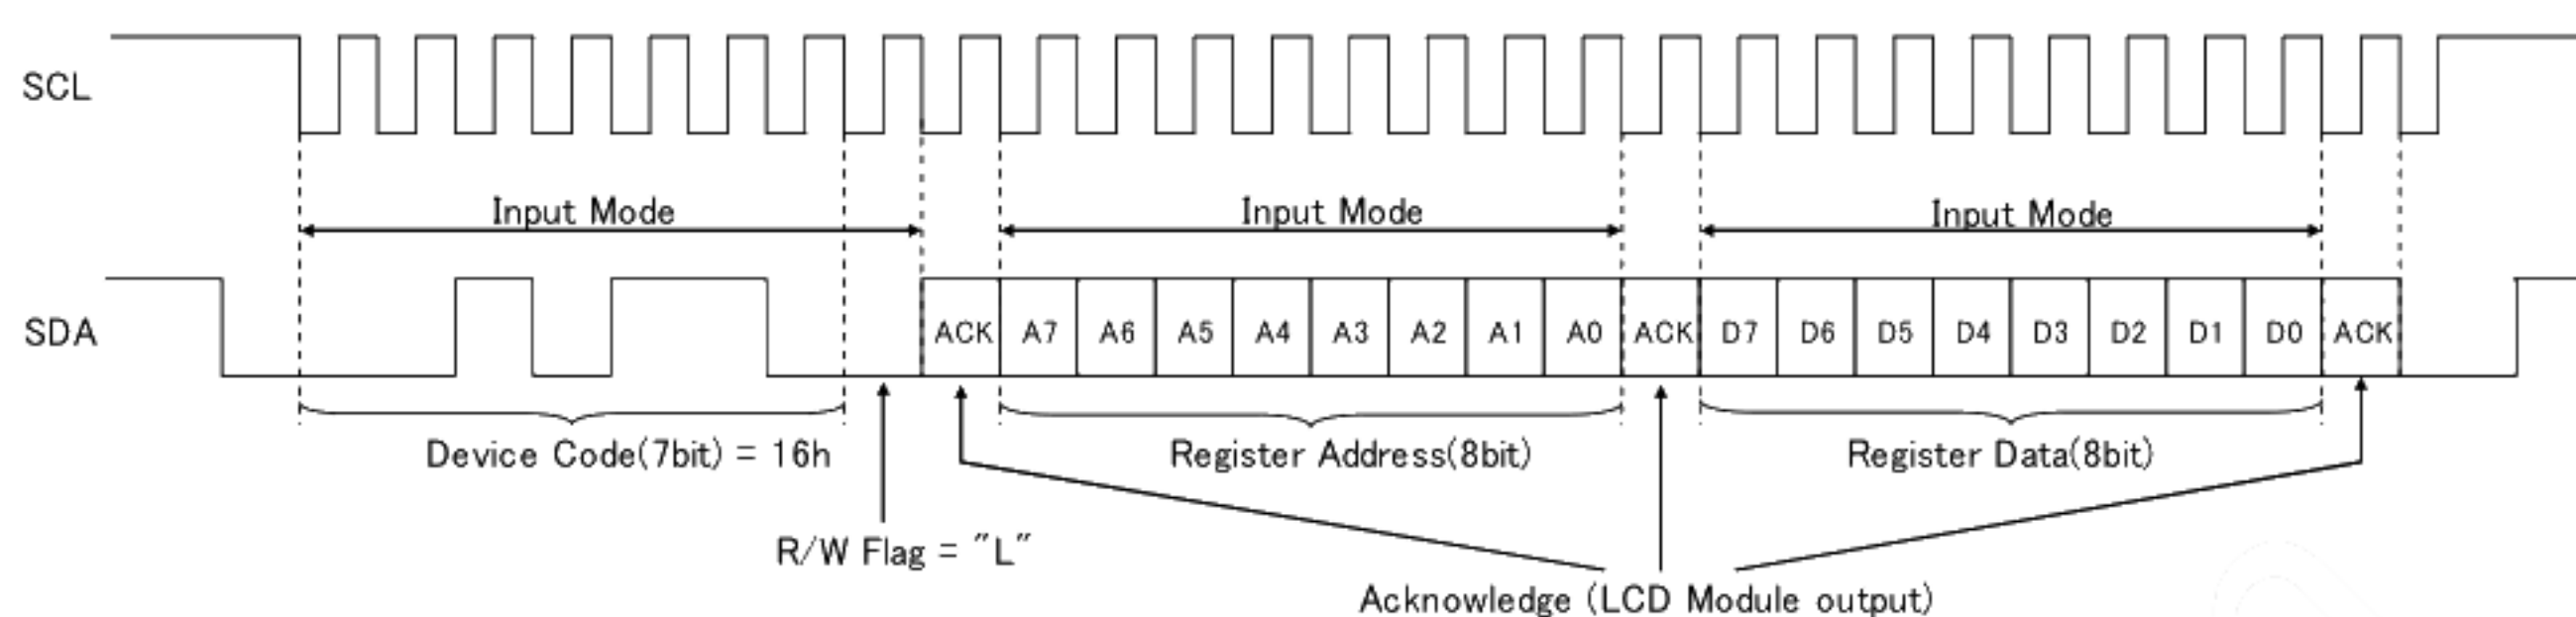 SCL
Input Mode Input Mode Input Mode
SDA ACK A7 A6 A5 A4 A3 A2 A1 A0 ACK D7 D6 D5 D4 D3 D2 D1 D0 ACK
Device Code(7bit) = 16h Register Address(8bit) Register Data(8bit)
R/W Flag = "L"
Acknowledge (LCD Module output)